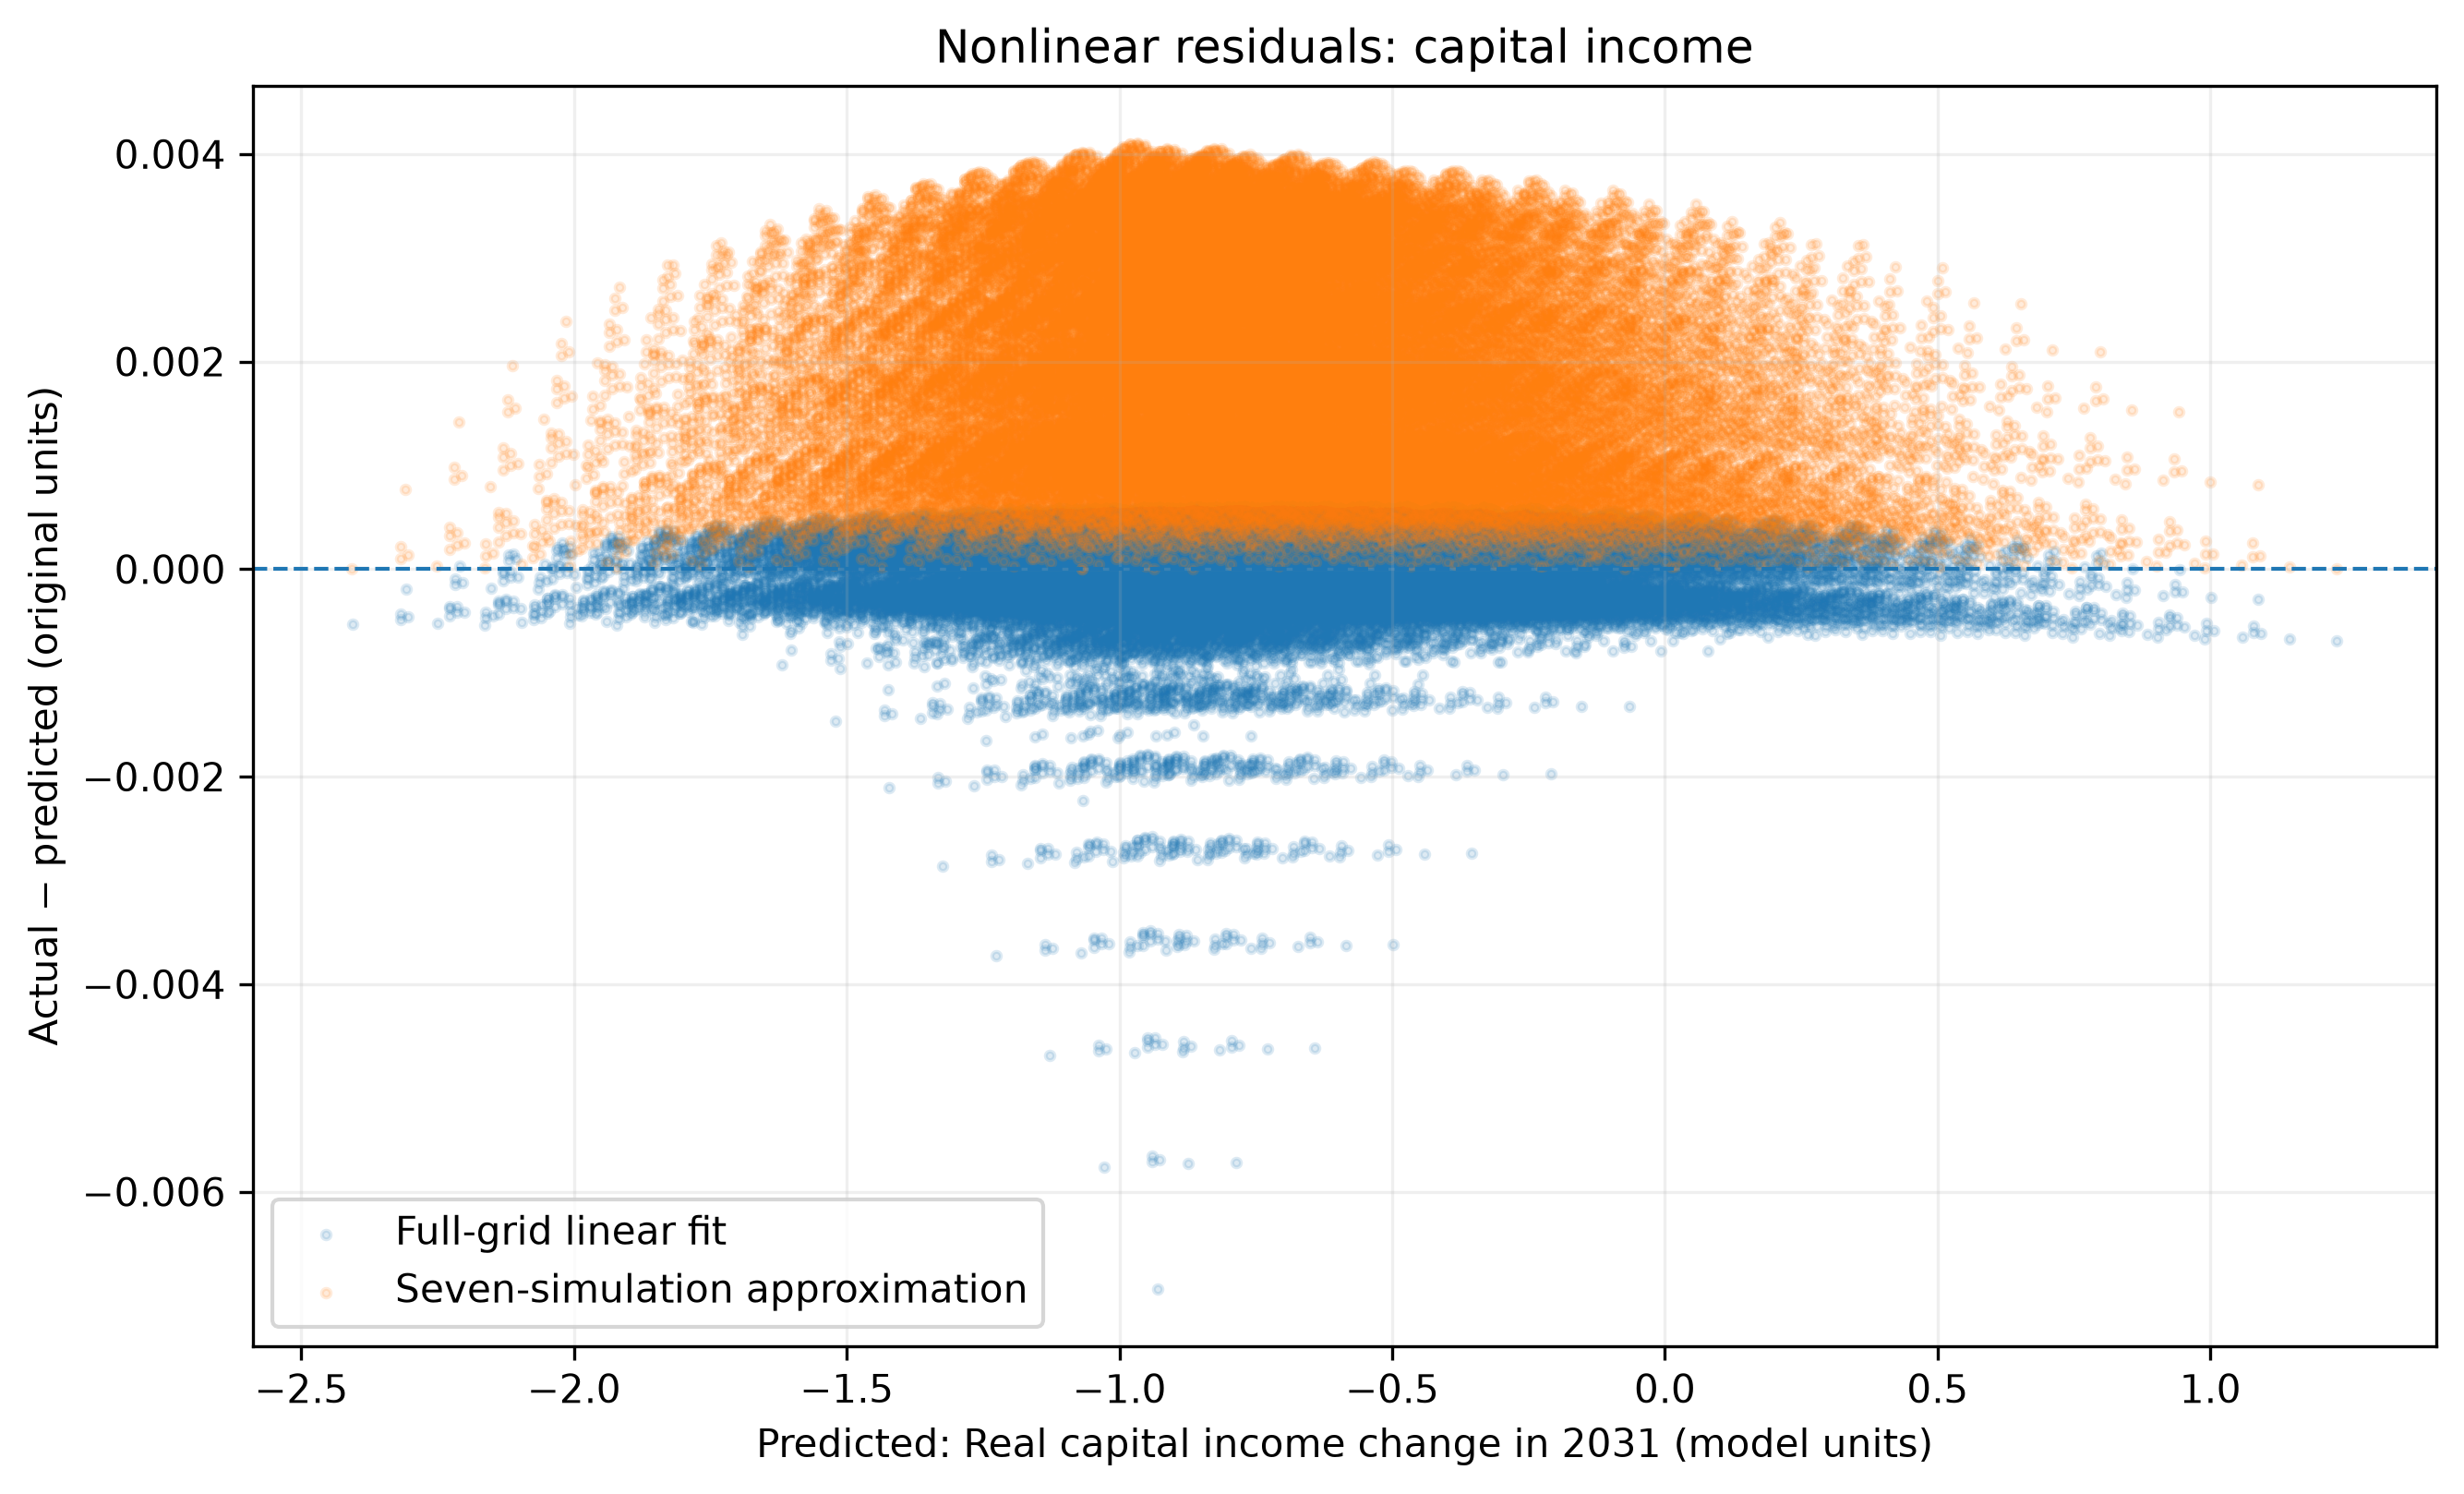 Nonlinear residuals: capital income
Actual − predicted (original units)
0.004
0.002
0.000
−0.002
−0.004
−0.006
Full-grid linear fit
Seven-simulation approximation
−2.5 −2.0 −1.5 −1.0 −0.5 0.0 0.5 1.0
Predicted: Real capital income change in 2031 (model units)